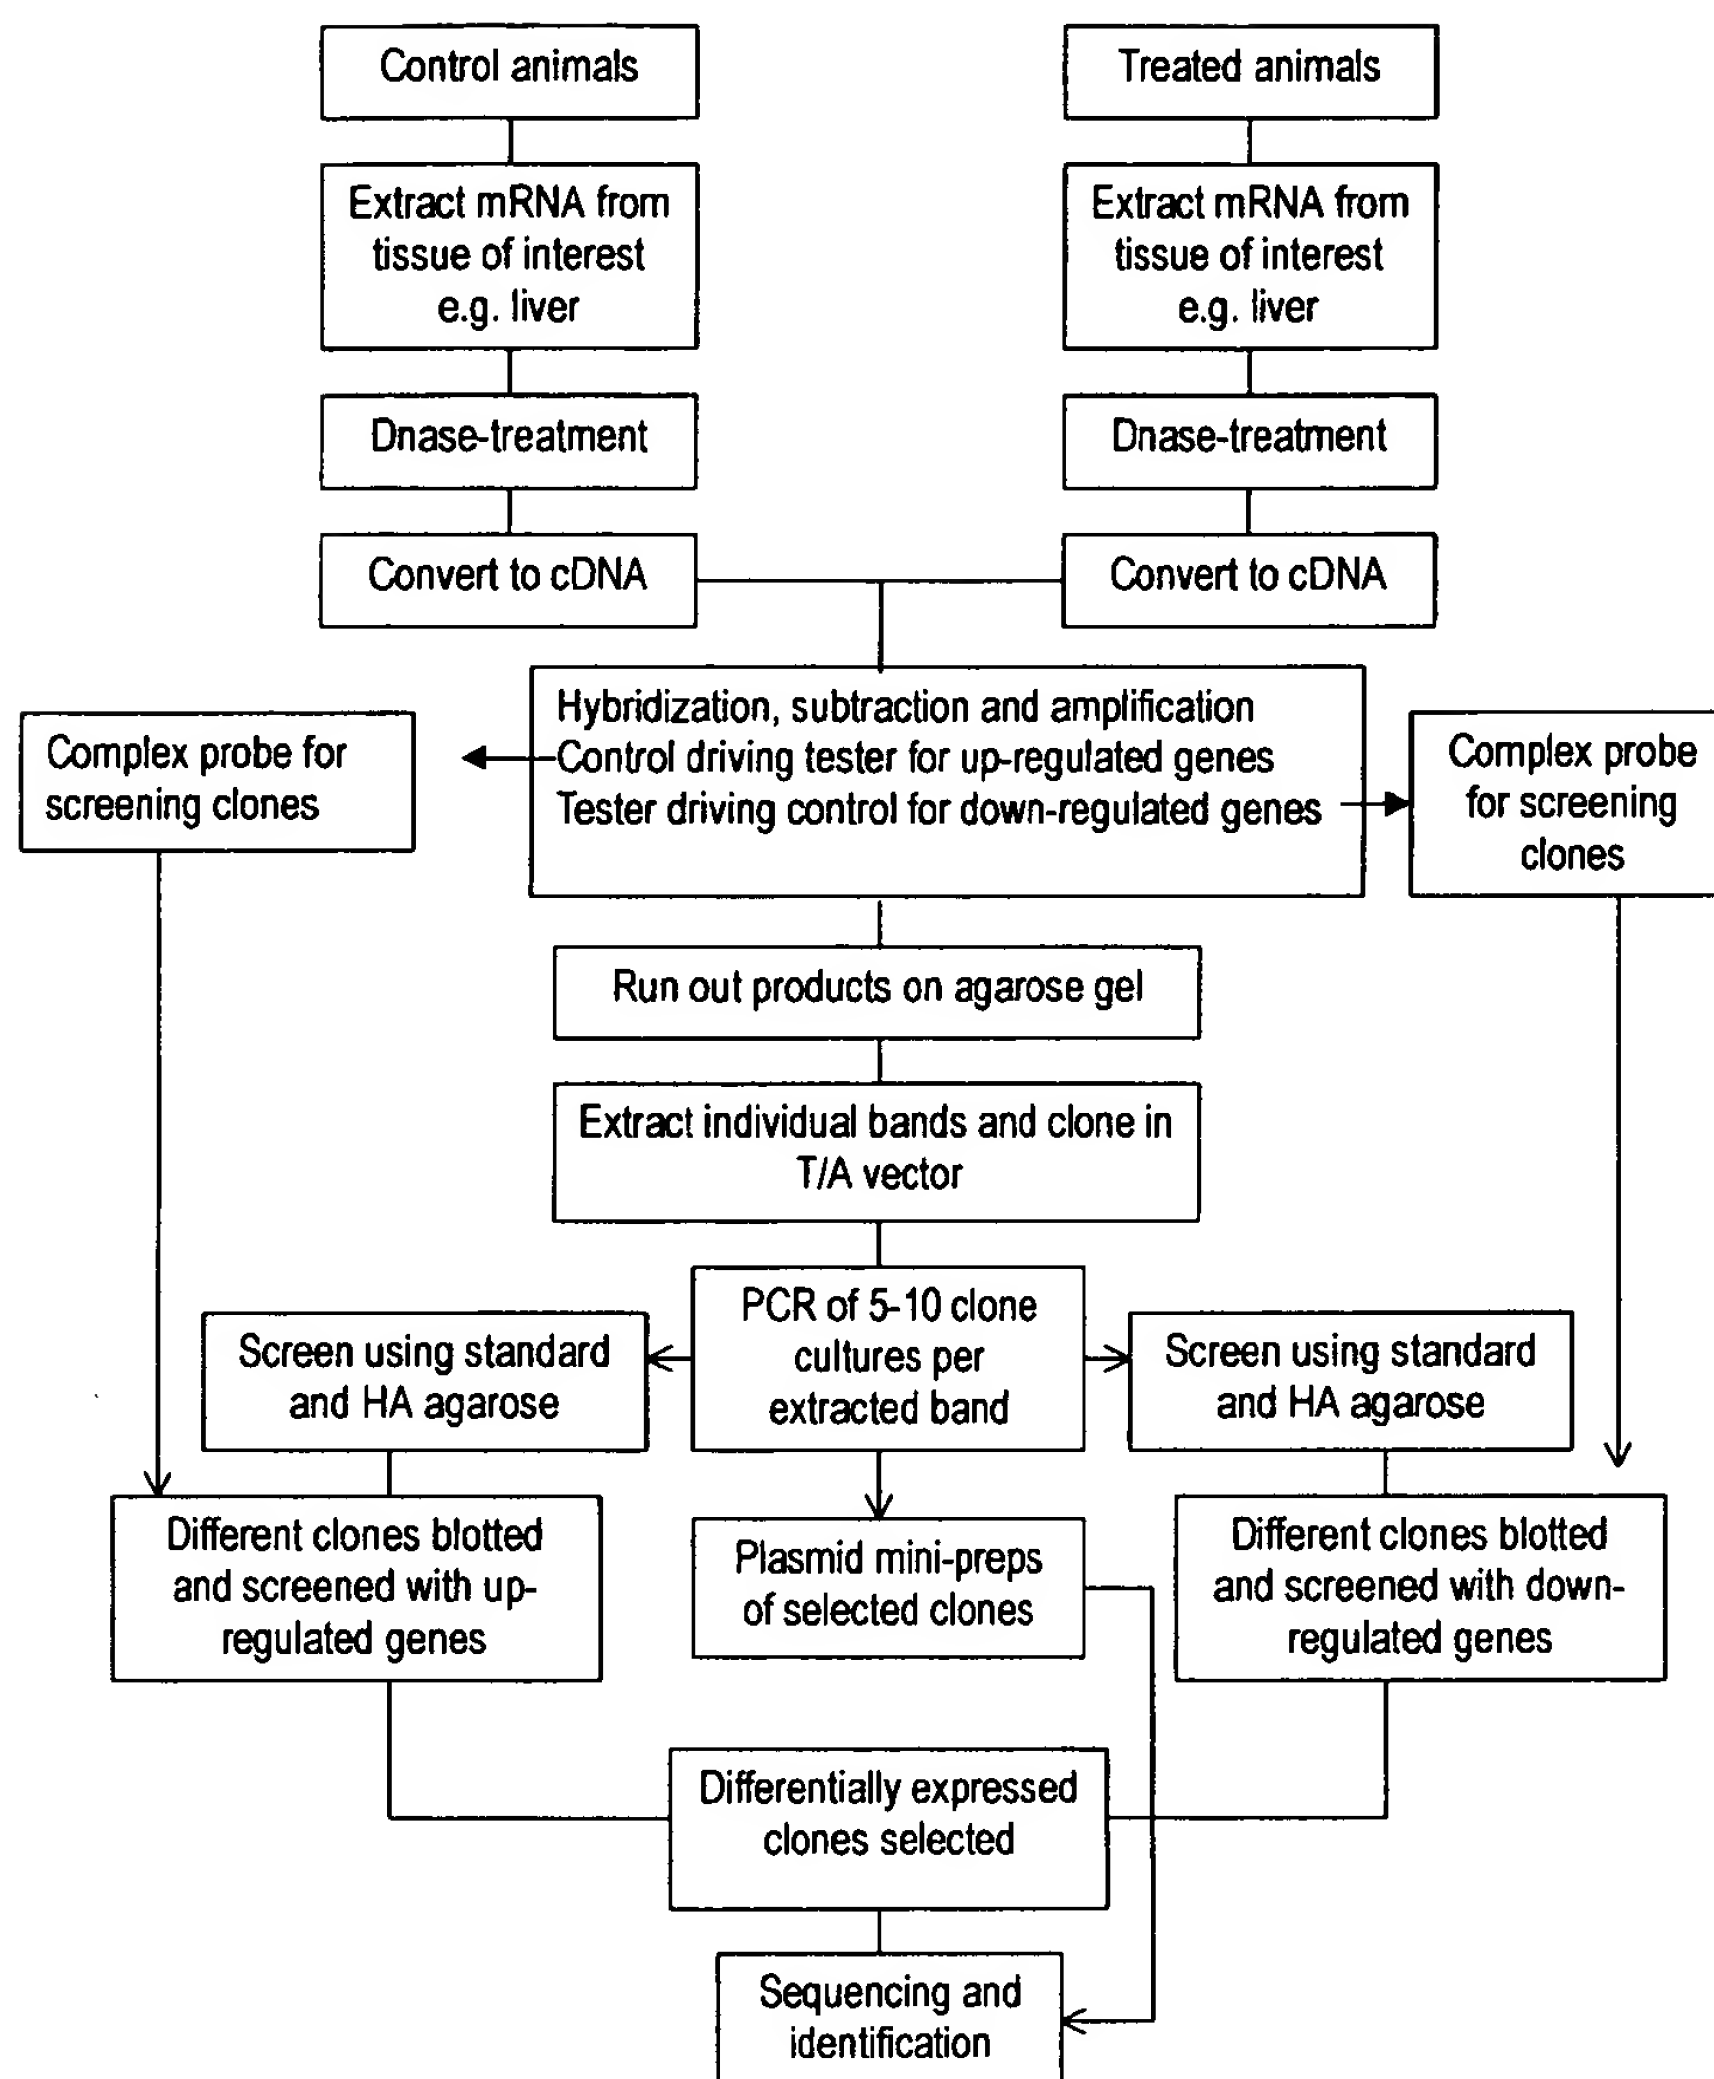 Control animals
Treated animals
Extract mRNA from
tissue of interest
e.g. liver
Extract mRNA from
tissue of interest
e.g. liver
Dnase-treatment
Dnase-treatment
Convert to cDNA
Convert to cDNA
Hybridization, subtraction and amplification
Control driving tester for up-regulated genes
Tester driving control for down-regulated genes
Complex probe for
screening clones
Complex probe
for screening
clones
Run out products on agarose gel
Extract individual bands and clone in
T/A vector
PCR of 5-10 clone
cultures per
extracted band
Screen using standard
and HA agarose
Screen using standard
and HA agarose
Different clones blotted
and screened with up-
regulated genes
Plasmid mini-preps
of selected clones
Different clones blotted
and screened with down-
regulated genes
Differentially expressed
clones selected
Sequencing and
identification